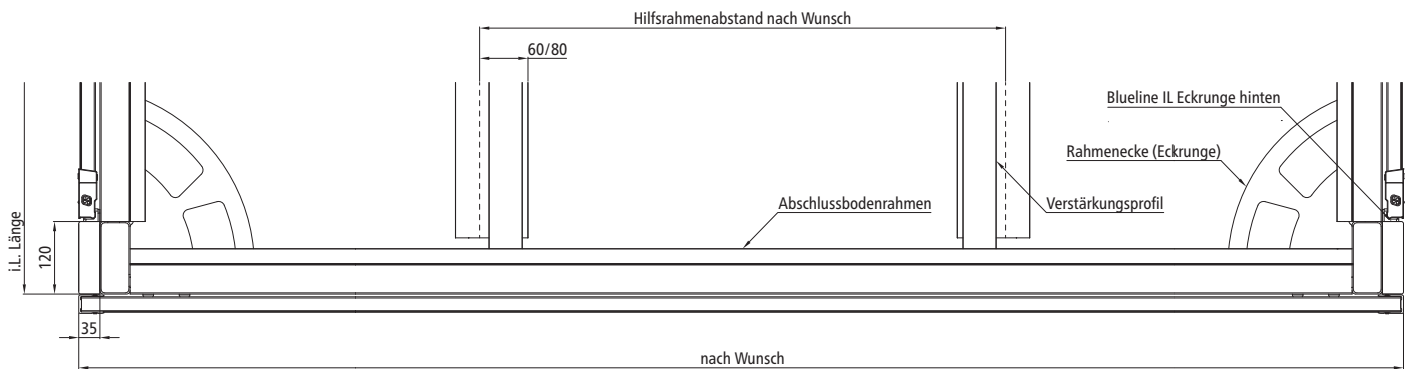 Hilfsrahmenabstand nach Wunsch
60/80
Blueline IL Eckrunge hinten
Rahmenecke (Eckrunge)
Abschlussbodenrahmen
Verstärkungsprofil
i.L. Länge
120
35
nach Wunsch